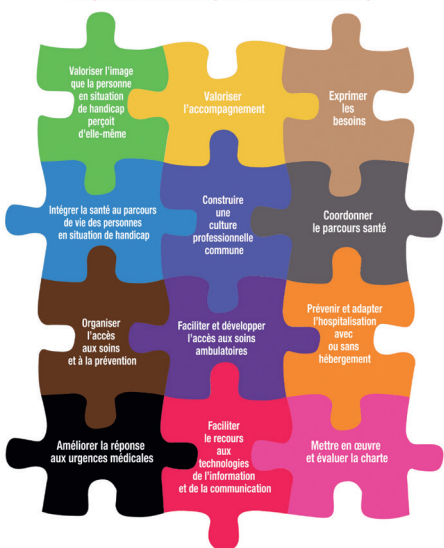 Valoriser l'image
que la personne
en situation
de handicap
perçoit
d'elle-même
Valoriser
l'accompagnement
Exprimer
les
besoins
Intégrer la santé au parcours
de vie des personnes
en situation de handicap
Construire
une
culture
professionnelle
commune
Coordonner
le parcours santé
Organiser
l'accès
aux soins
et à la prévention
Faciliter et développer
l'accès aux soins
ambulatoires
Prévenir et adapter
l'hospitalisation
avec
ou sans
hébergement
Améliorer la réponse
aux urgences médicales
Faciliter
le recours
aux
technologies
de l'information
et de la communication
Mettre en œuvre
et évaluer la charte